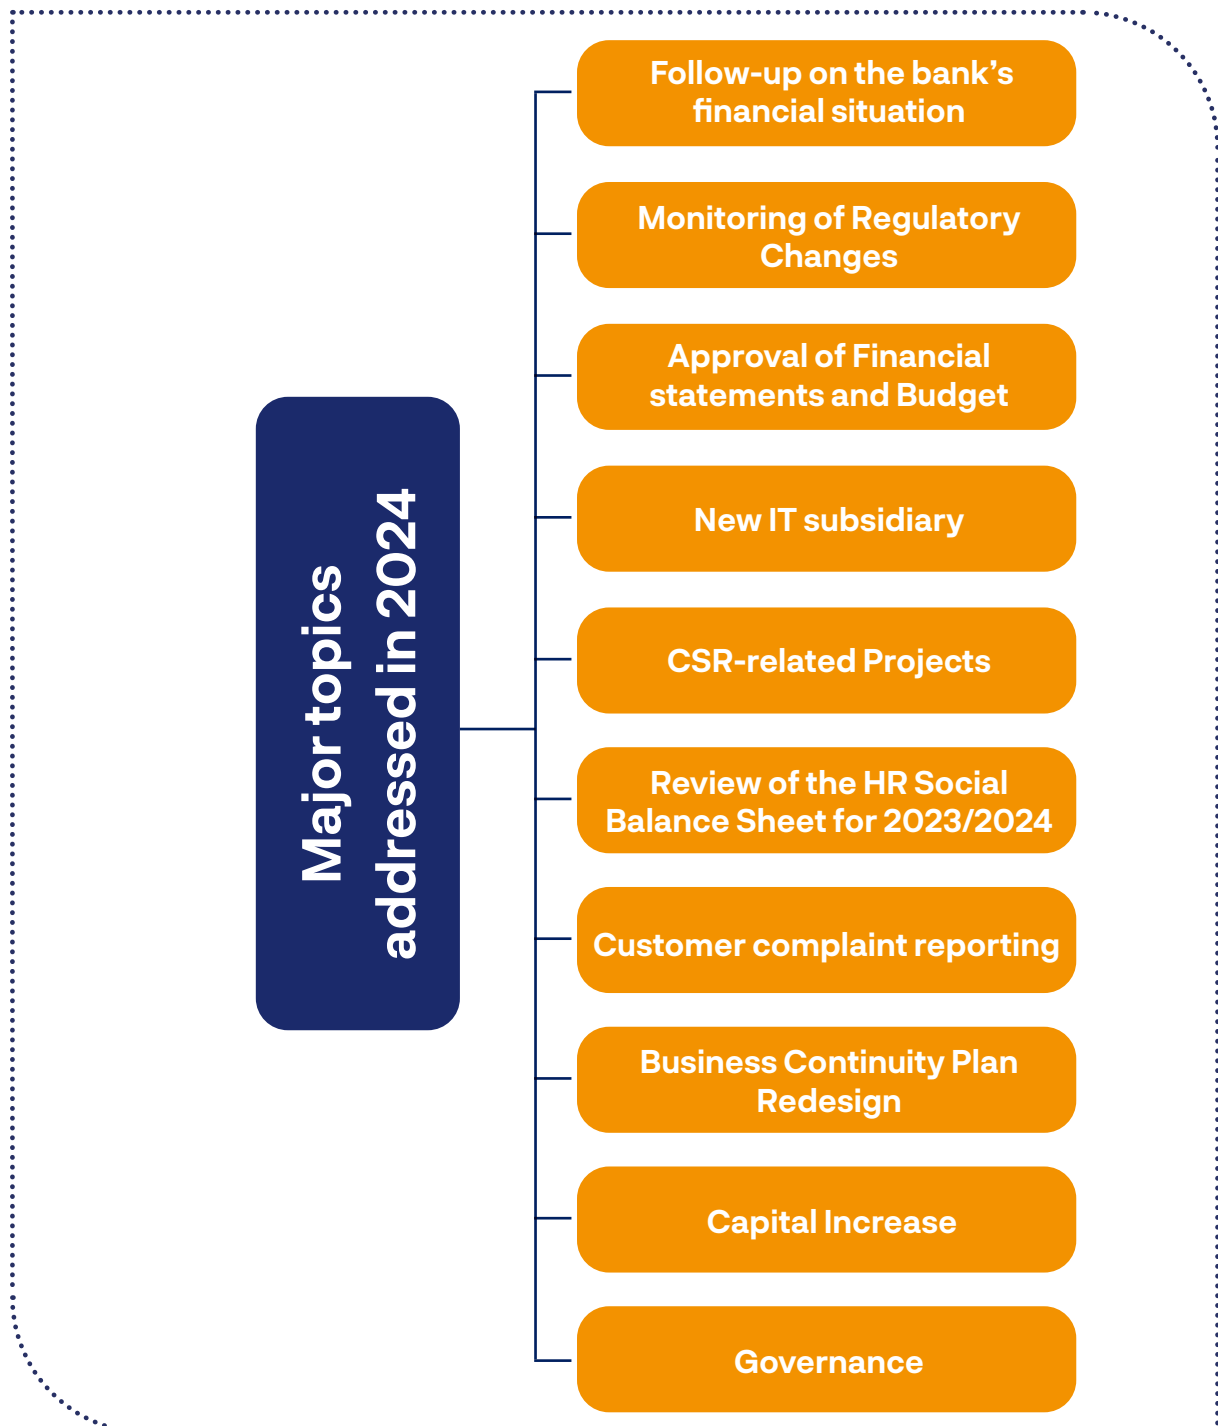 Major topics
addressed in 2024
Follow-up on the bank’s
financial situation
Monitoring of Regulatory
Changes
Approval of Financial
statements and Budget
New IT subsidiary
CSR-related Projects
Review of the HR Social
Balance Sheet for 2023/2024
Customer complaint reporting
Business Continuity Plan
Redesign
Capital Increase
Governance